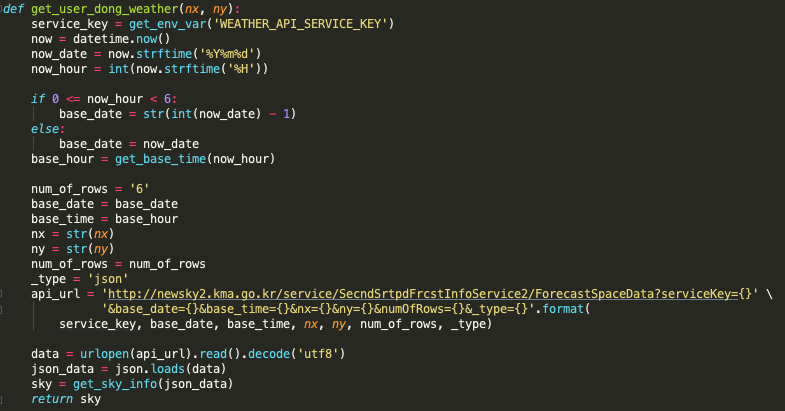 def get_user_dong_weather(nx, ny):
    service_key = get_env_var('WEATHER_API_SERVICE_KEY')
    now = datetime.now()
    now_date = now.strftime('%Y%m%d')
    now_hour = int(now.strftime('%H'))

    if 0 <= now_hour < 6:
        base_date = str(int(now_date) - 1)
    else:
        base_date = now_date
    base_hour = get_base_time(now_hour)

    num_of_rows = '6'
    base_date = base_date
    base_time = base_hour
    nx = str(nx)
    ny = str(ny)
    num_of_rows = num_of_rows
    _type = 'json'
    api_url = 'http://newsky2.kma.go.kr/service/SecndSrtpdFrcstInfoService2/ForecastSpaceData?serviceKey={}' \
              '&base_date={}&base_time={}&nx={}&ny={}&numOfRows={}&_type={}'.format(
        service_key, base_date, base_time, nx, ny, num_of_rows, _type)

    data = urlopen(api_url).read().decode('utf8')
    json_data = json.loads(data)
    sky = get_sky_info(json_data)
    return sky